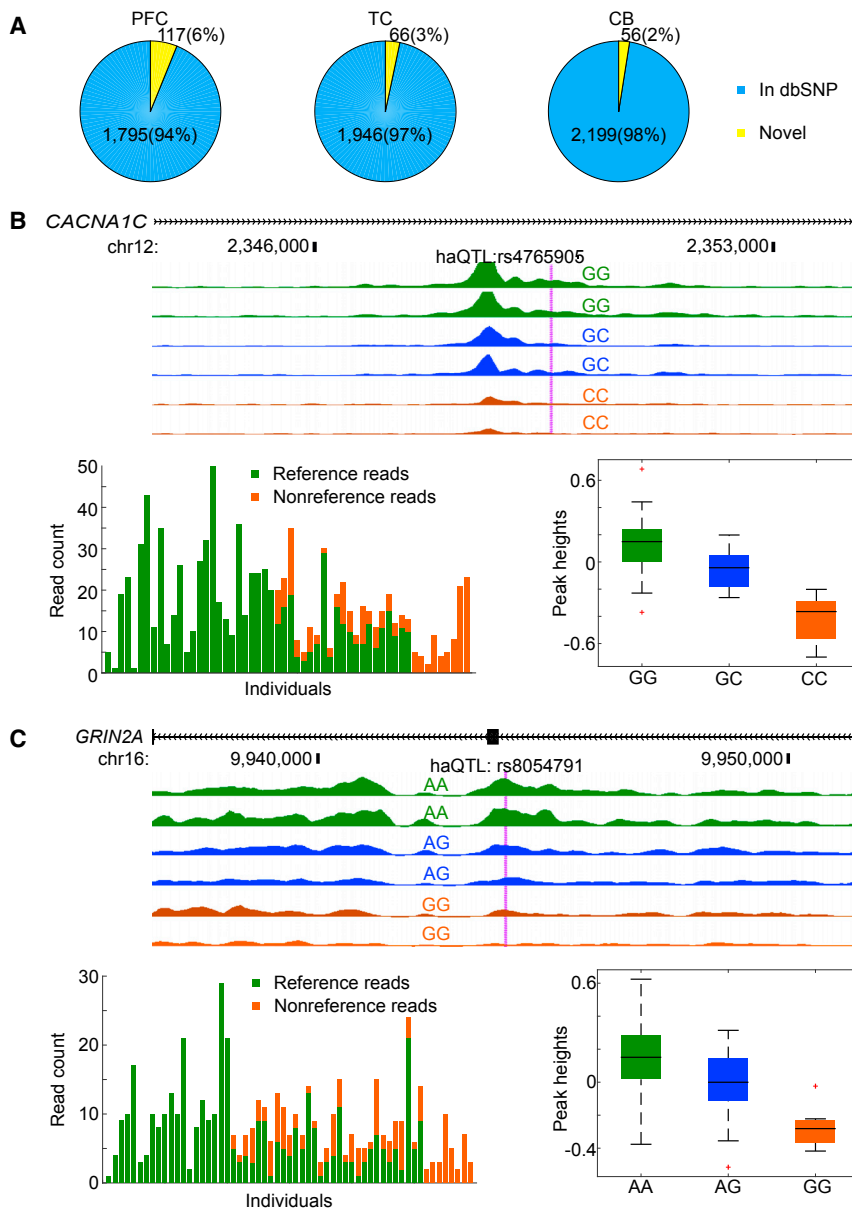 A
PFC
117(6%)
1,795(94%)
TC
66(3%)
1,946(97%)
CB
56(2%)
2,199(98%)
In dbSNP
Novel
B
CACNA1C
chr12:
2,346,000
2,353,000
haQTL:rs4765905
GG
GG
GC
GC
CC
CC
50
40
30
20
10
0
Read count
Individuals
Reference reads
Nonreference reads
0.6
0
-0.6
Peak heights
GG
GC
CC
C
GRIN2A
chr16:
9,940,000
9,950,000
haQTL: rs8054791
AA
AA
AG
AG
GG
GG
30
20
10
0
Read count
Individuals
Reference reads
Nonreference reads
0.6
0
-0.4
Peak heights
AA
AG
GG